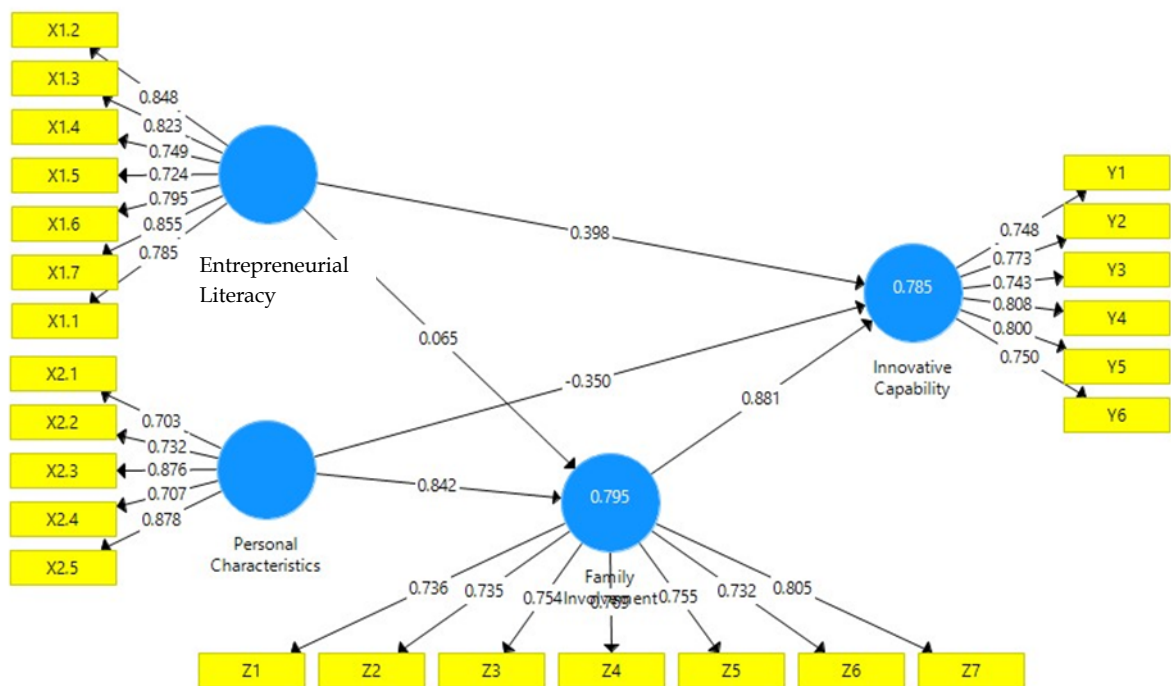 X1.2
X1.3
X1.4
X1.5
X1.6
X1.7
X1.1
0.848
0.823
0.749
0.724
0.795
0.855
0.785
Entrepreneurial
Literacy
X2.1
X2.2
X2.3
X2.4
X2.5
0.703
0.732
0.876
0.707
0.878
Personal
Characteristics
0.398
0.065
-0.350
0.842
0.881
0.785
Innovative
Capability
0.748
0.773
0.743
0.808
0.800
0.750
Y1
Y2
Y3
Y4
Y5
Y6
0.795
Family
Involvement
0.736
0.735
0.754
0.755
0.732
0.805
Z1
Z2
Z3
Z4
Z5
Z6
Z7